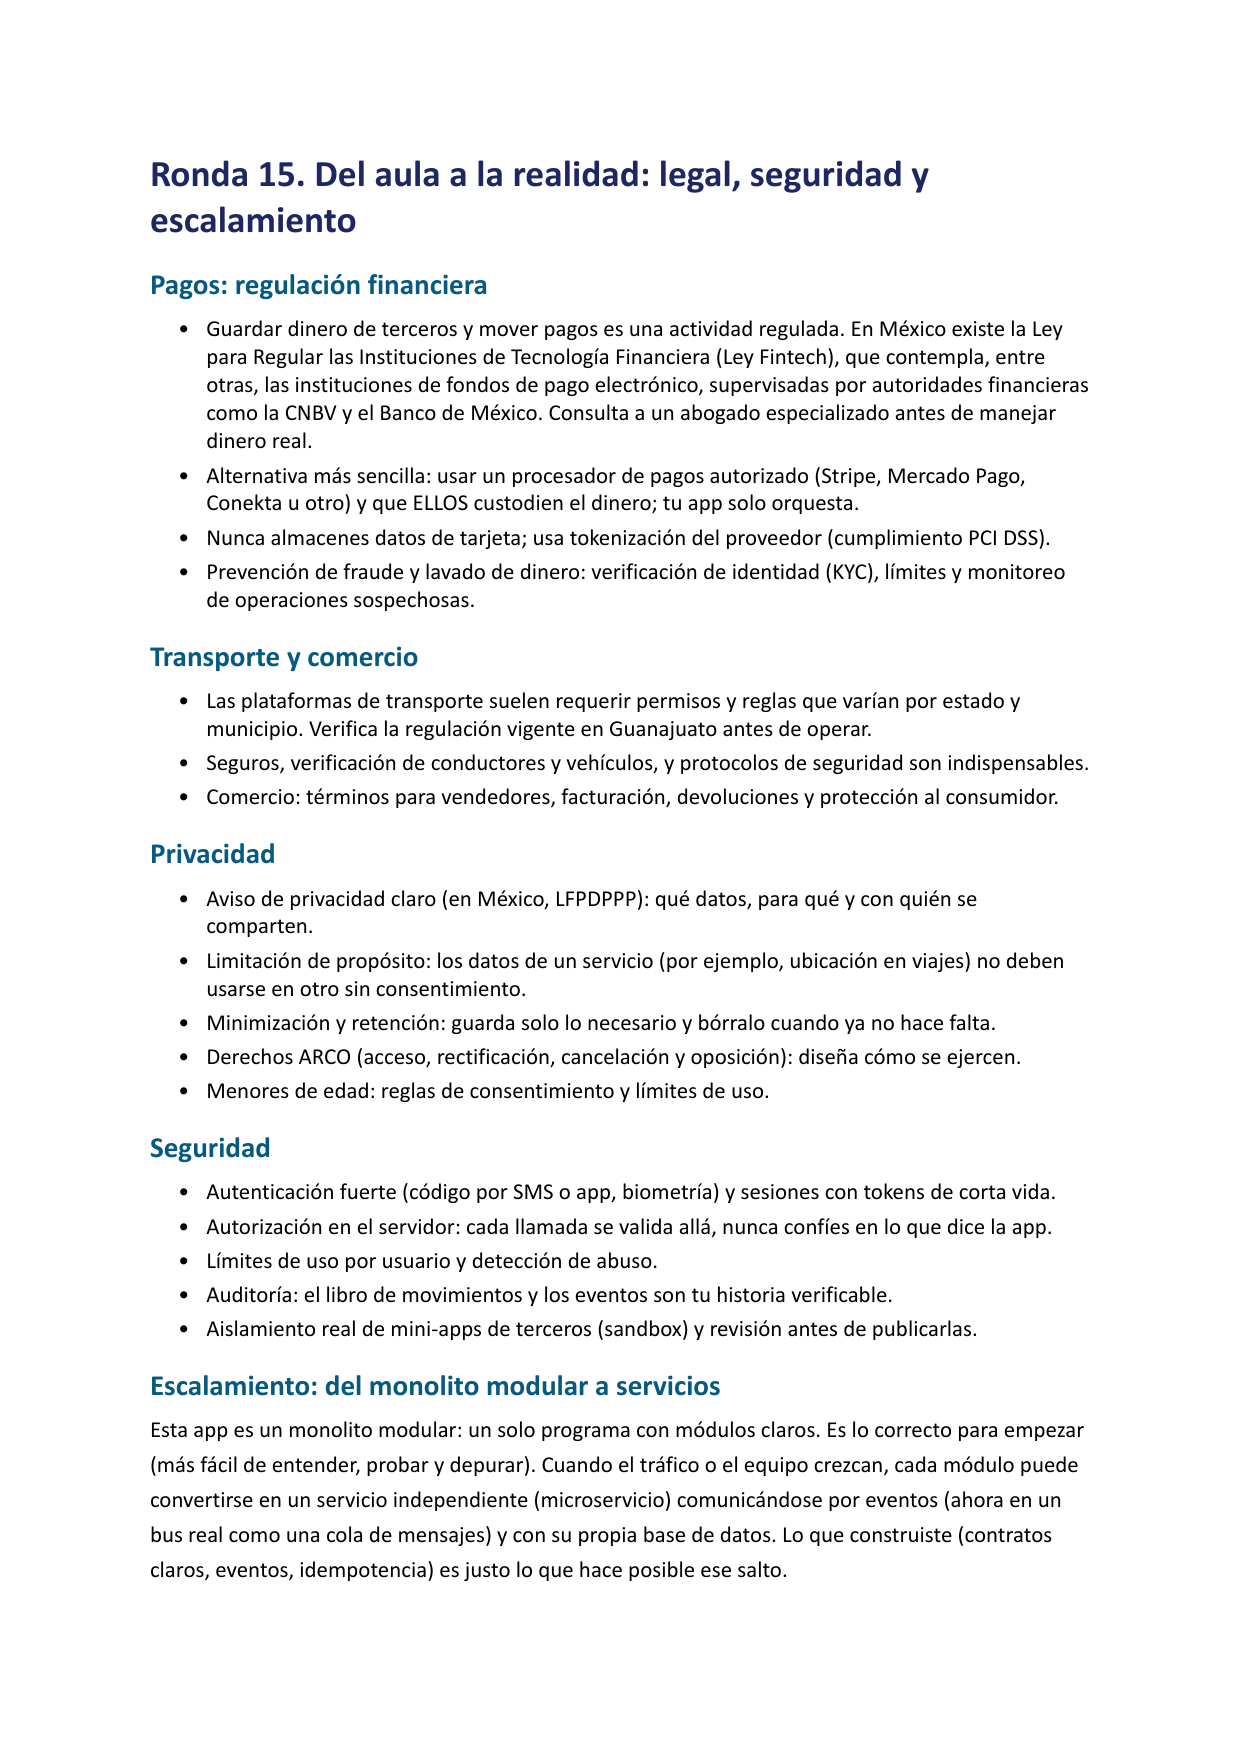 Ronda 15. Del aula a la realidad: legal, seguridad y
escalamiento
Pagos: regulación financiera
• Guardar dinero de terceros y mover pagos es una actividad regulada. En México existe la Ley
para Regular las Instituciones de Tecnología Financiera (Ley Fintech), que contempla, entre
otras, las instituciones de fondos de pago electrónico, supervisadas por autoridades financieras
como la CNBV y el Banco de México. Consulta a un abogado especializado antes de manejar
dinero real.
• Alternativa más sencilla: usar un procesador de pagos autorizado (Stripe, Mercado Pago,
Conekta u otro) y que ELLOS custodien el dinero; tu app solo orquesta.
• Nunca almacenes datos de tarjeta; usa tokenización del proveedor (cumplimiento PCI DSS).
• Prevención de fraude y lavado de dinero: verificación de identidad (KYC), límites y monitoreo
de operaciones sospechosas.
Transporte y comercio
• Las plataformas de transporte suelen requerir permisos y reglas que varían por estado y
municipio. Verifica la regulación vigente en Guanajuato antes de operar.
• Seguros, verificación de conductores y vehículos, y protocolos de seguridad son indispensables.
• Comercio: términos para vendedores, facturación, devoluciones y protección al consumidor.
Privacidad
• Aviso de privacidad claro (en México, LFPDPPP): qué datos, para qué y con quién se
comparten.
• Limitación de propósito: los datos de un servicio (por ejemplo, ubicación en viajes) no deben
usarse en otro sin consentimiento.
• Minimización y retención: guarda solo lo necesario y bórralo cuando ya no hace falta.
• Derechos ARCO (acceso, rectificación, cancelación y oposición): diseña cómo se ejercen.
• Menores de edad: reglas de consentimiento y límites de uso.
Seguridad
• Autenticación fuerte (código por SMS o app, biometría) y sesiones con tokens de corta vida.
• Autorización en el servidor: cada llamada se valida allá, nunca confíes en lo que dice la app.
• Límites de uso por usuario y detección de abuso.
• Auditoría: el libro de movimientos y los eventos son tu historia verificable.
• Aislamiento real de mini-apps de terceros (sandbox) y revisión antes de publicarlas.
Escalamiento: del monolito modular a servicios
Esta app es un monolito modular: un solo programa con módulos claros. Es lo correcto para empezar
(más fácil de entender, probar y depurar). Cuando el tráfico o el equipo crezcan, cada módulo puede
convertirse en un servicio independiente (microservicio) comunicándose por eventos (ahora en un
bus real como una cola de mensajes) y con su propia base de datos. Lo que construiste (contratos
claros, eventos, idempotencia) es justo lo que hace posible ese salto.